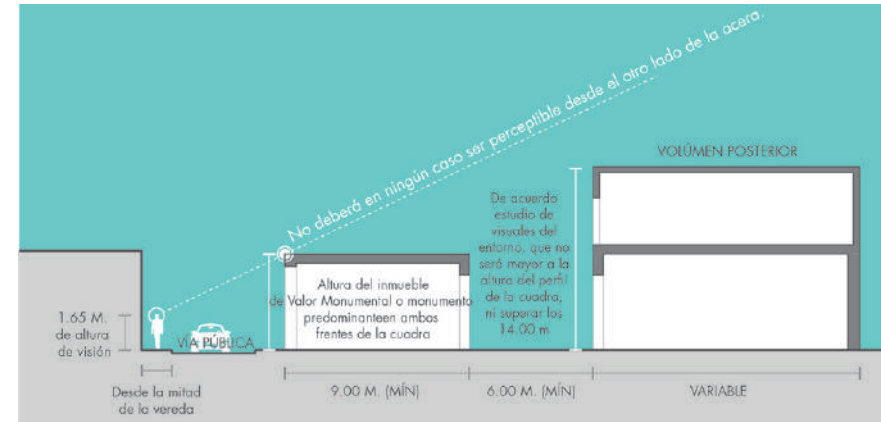 No deberá en ningún caso ser perceptible desde el otro lado de la acera.
VOLÚMEN POSTERIOR
De acuerdo
estudio de
visuales del
entorno, que no
será mayor a la
altura del perfil
de la cuadra,
ni superar los
14.00 m
Altura del inmueble
de Valor Monumental o monumento
predominanteen ambos
frentes de la cuadra
1.65 M.
de altura
de visión
VÍA PÚBLICA
Desde la mitad
de la vereda
9.00 M. (MÍN)
6.00 M. (MÍN)
VARIABLE